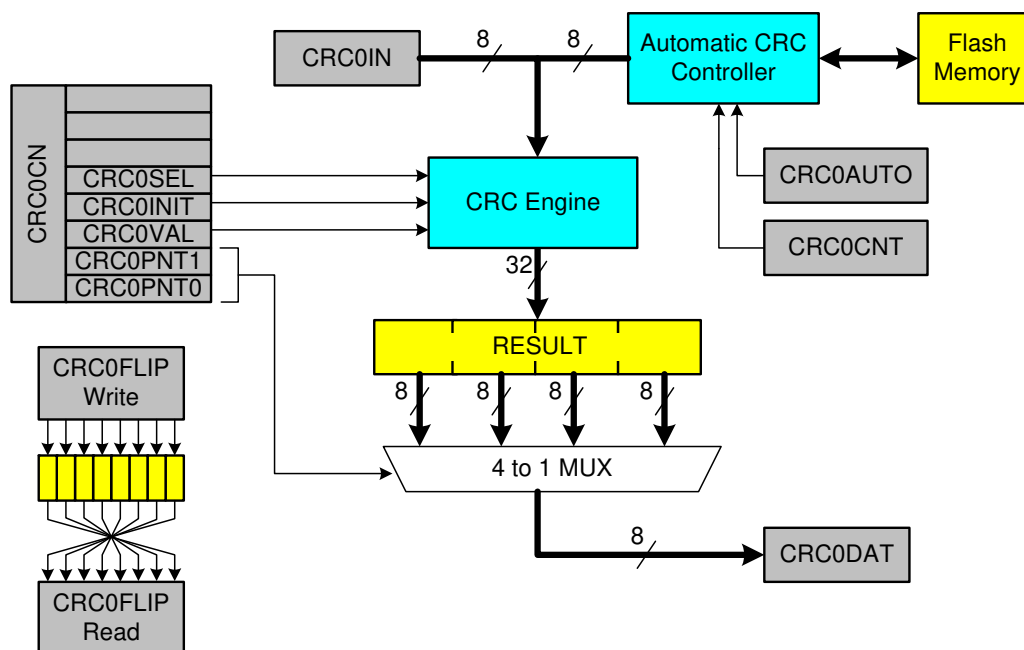 CRC0IN
8
8
Automatic CRC
Controller
Flash
Memory
CRC0CN
CRC0SEL
CRC0INIT
CRC0VAL
CRC0PNT1
CRC0PNT0
CRC Engine
CRC0AUTO
CRC0CNT
32
RESULT
8
8
8
8
4 to 1 MUX
8
CRC0DAT
CRC0FLIP
Write
CRC0FLIP
Read